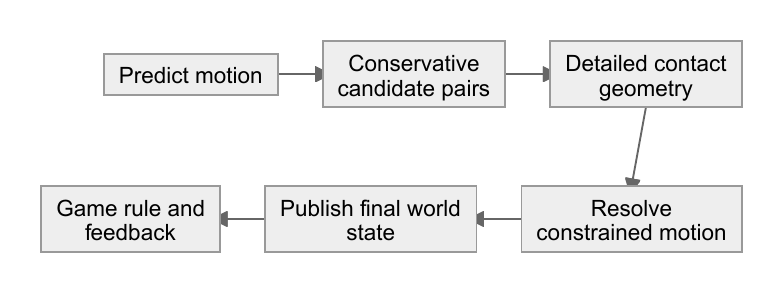 Predict motion
Conservative
candidate pairs
Detailed contact
geometry
Resolve
constrained motion
Publish final world
state
Game rule and
feedback